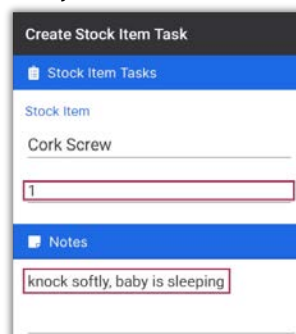 Create Stock Item Task
Stock Item Tasks
Stock Item
Cork Screw
1
Notes
knock softly, baby is sleeping